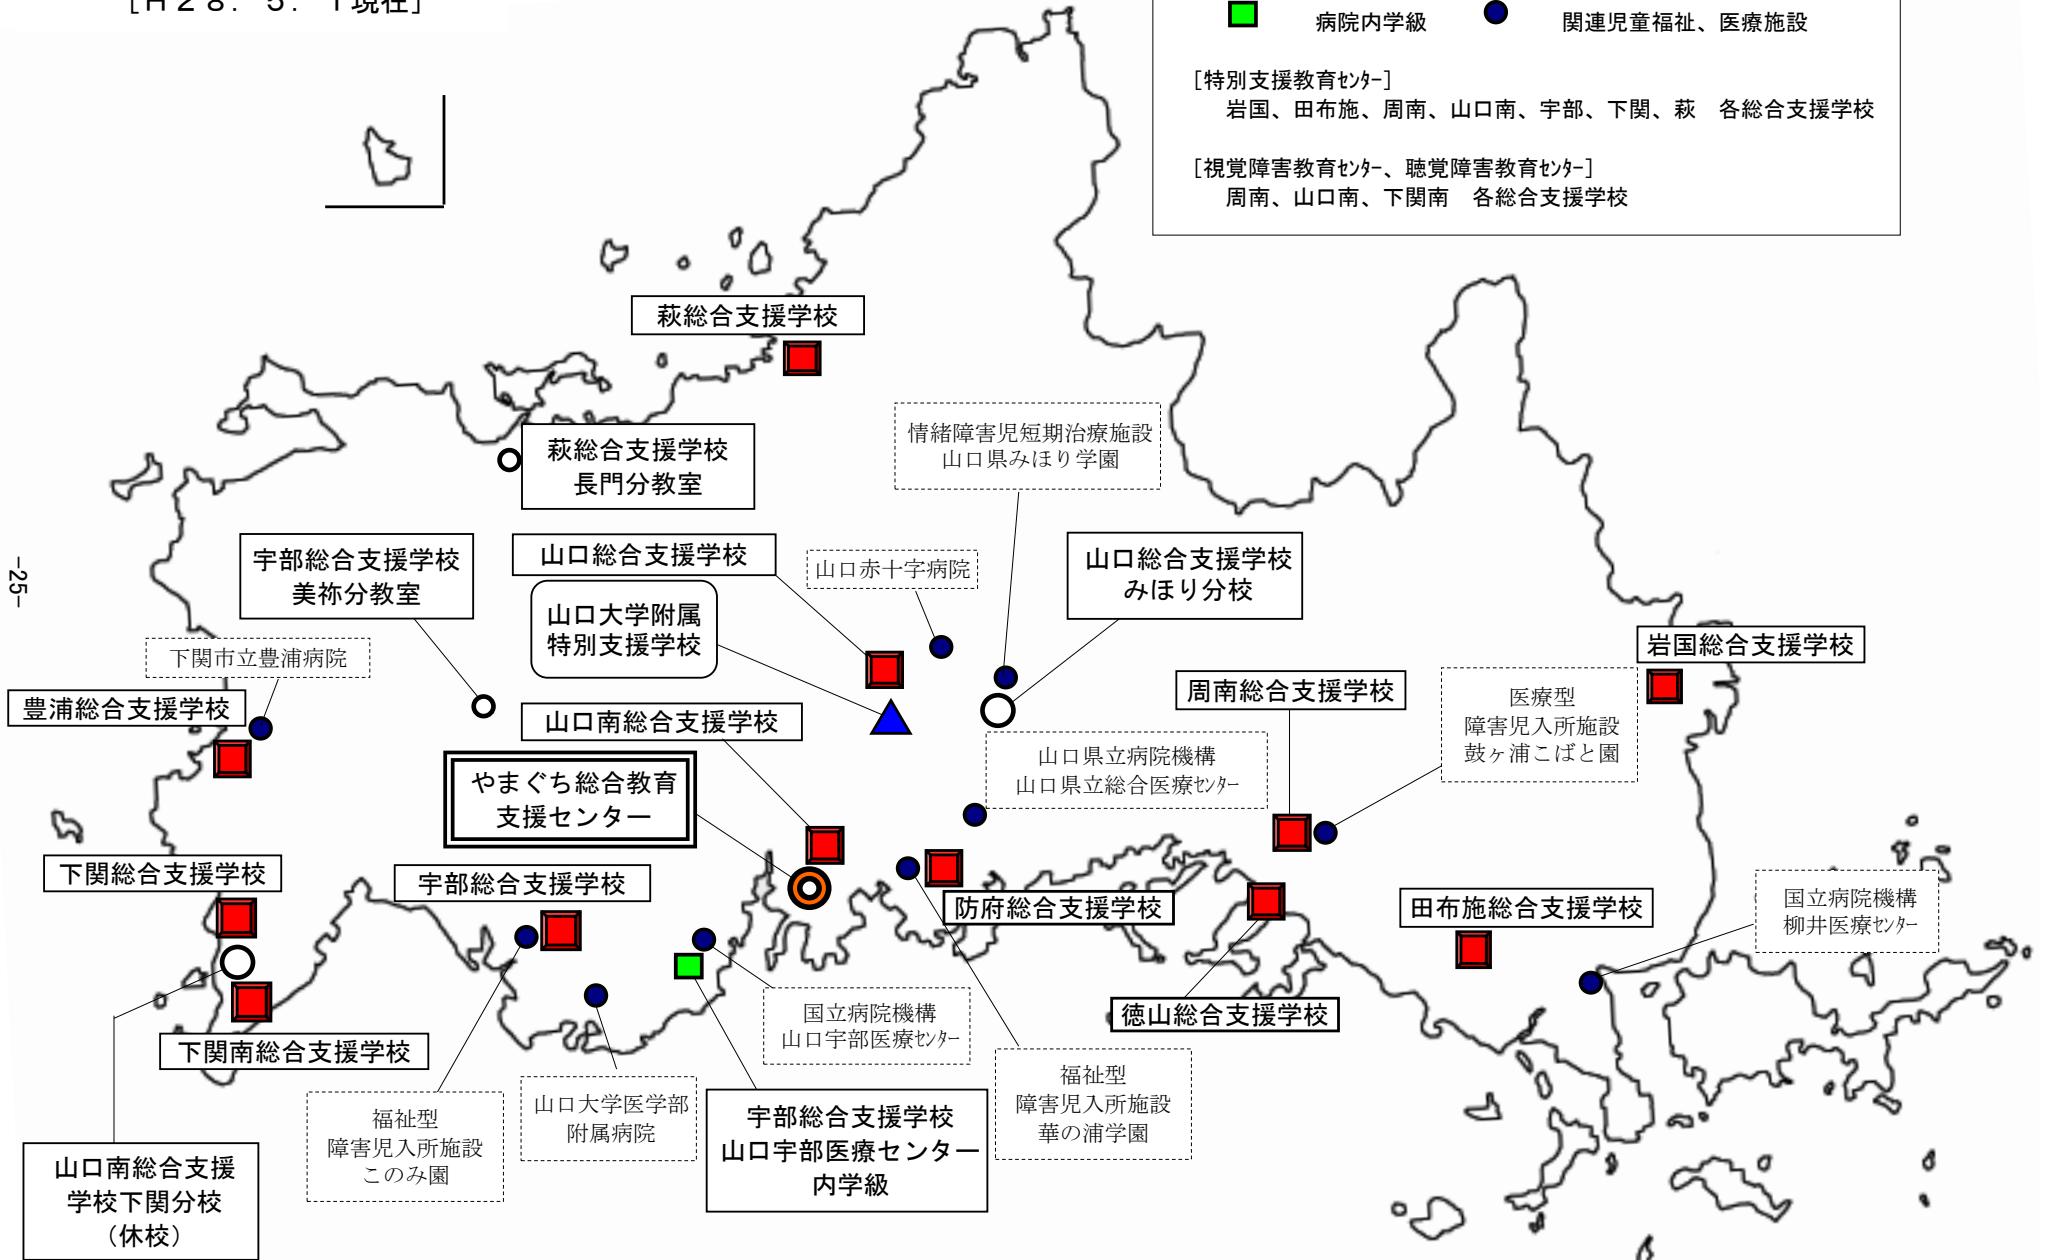 [Ｈ２８．５．１現在]
病院内学級
関連児童福祉、医療施設
[特別支援教育ｾﾝﾀｰ]
岩国、田布施、周南、山口南、宇部、下関、萩　各総合支援学校
[視覚障害教育ｾﾝﾀｰ、聴覚障害教育ｾﾝﾀｰ]
周南、山口南、下関南　各総合支援学校
萩総合支援学校
萩総合支援学校
長門分教室
情緒障害児短期治療施設
山口県みほり学園
宇部総合支援学校
美祢分教室
山口総合支援学校
山口赤十字病院
山口総合支援学校
みほり分校
山口大学附属
特別支援学校
-25-
下関市立豊浦病院
岩国総合支援学校
豊浦総合支援学校
山口南総合支援学校
周南総合支援学校
医療型
障害児入所施設
鼓ヶ浦こばと園
やまぐち総合教育
支援センター
山口県立病院機構
山口県立総合医療ｾﾝﾀｰ
下関総合支援学校
宇部総合支援学校
防府総合支援学校
田布施総合支援学校
国立病院機構
柳井医療ｾﾝﾀｰ
下関南総合支援学校
国立病院機構
山口宇部医療ｾﾝﾀｰ
徳山総合支援学校
福祉型
障害児入所施設
このみ園
山口大学医学部
附属病院
宇部総合支援学校
山口宇部医療センター
内学級
福祉型
障害児入所施設
華の浦学園
山口南総合支援
学校下関分校
（休校）